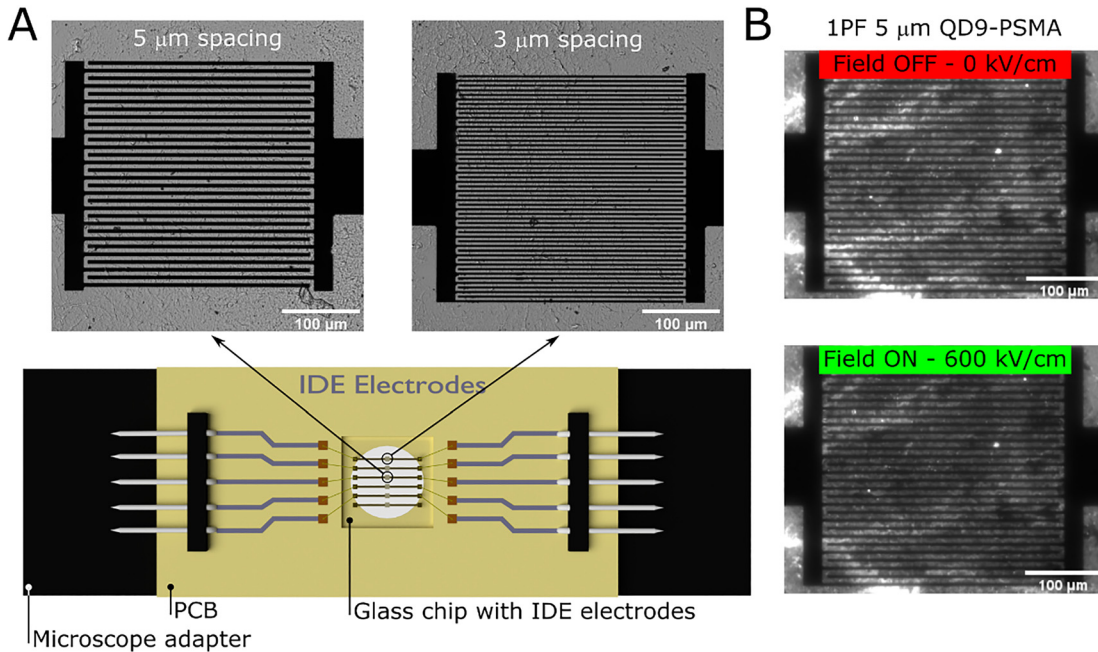 A
5 μm spacing
100 μm
3 μm spacing
100 μm
IDE Electrodes
PCB
Glass chip with IDE electrodes
Microscope adapter
B
1PF 5 μm QD9-PSMA
Field OFF - 0 kV/cm
100 μm
Field ON - 600 kV/cm
100 μm